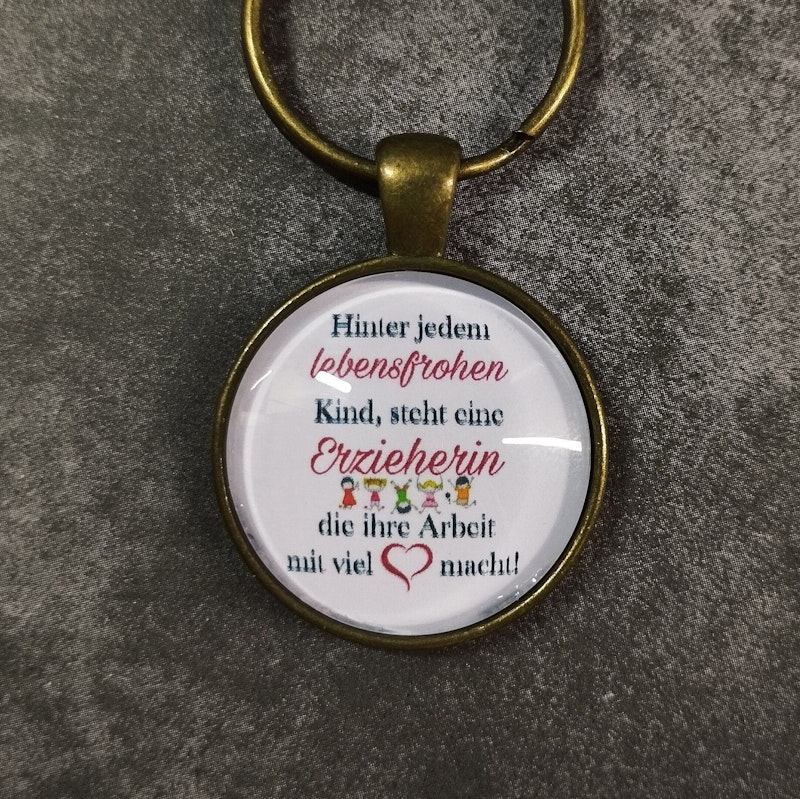 Hinter jedem
lebensfrohen
Kind, steht eine
Erzieherin
die ihre Arbeit
mit viel macht!